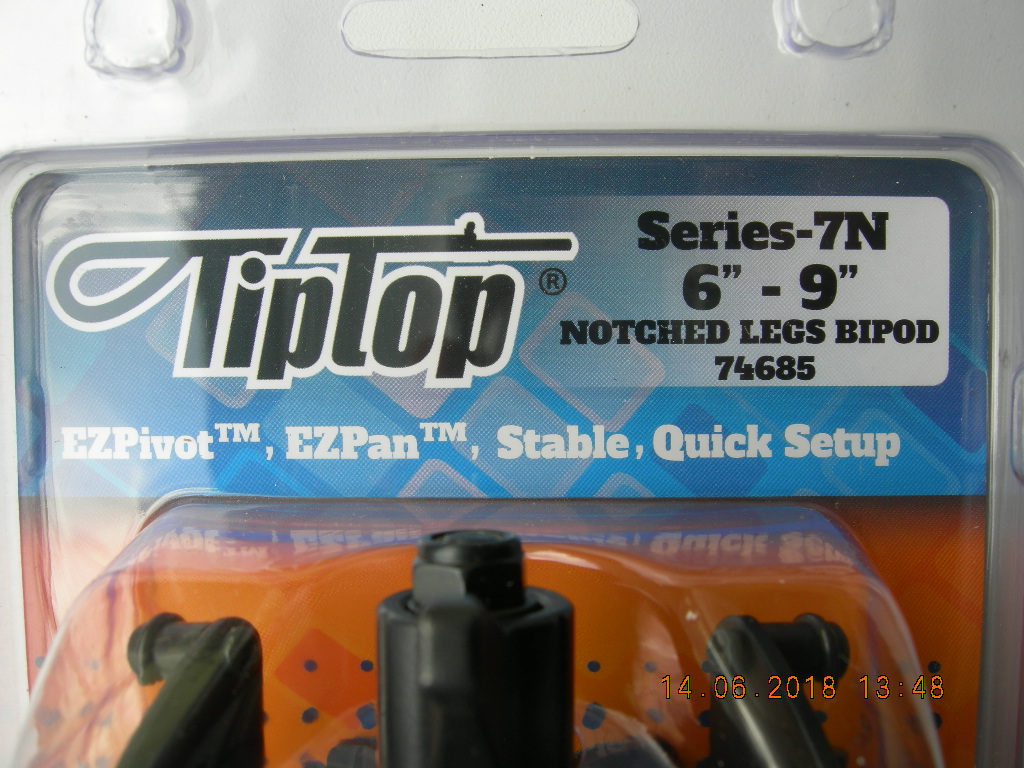 TipTop®
Series-7N
6" - 9"
NOTCHED LEGS BIPOD
74685
EZPivot™, EZPan™, Stable, Quick Setup
14.06.2018 13:48